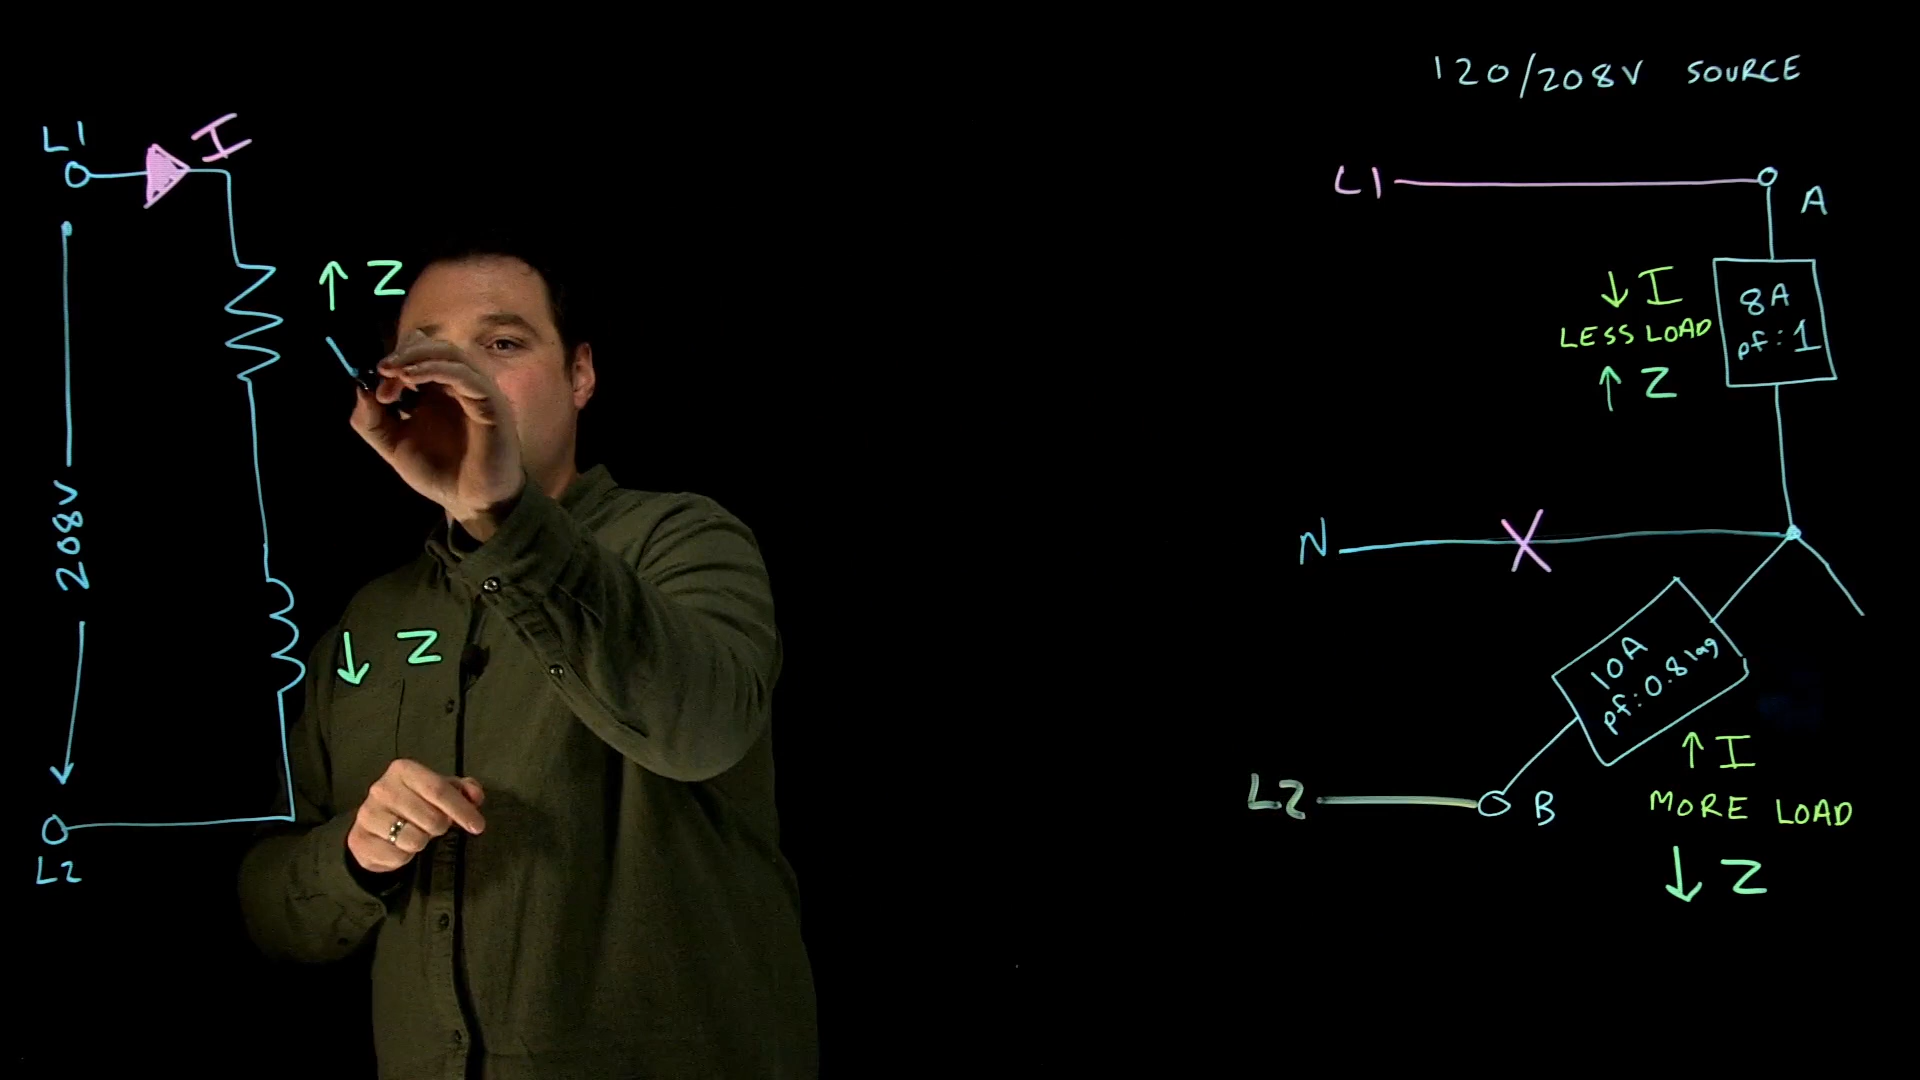 120/208V SOURCE
L1
I
↑ Z
208V
↓ Z
L2
L1
A
↓ I
LESS LOAD
↑ Z
8A
pf: 1
N
X
10A
pf: 0.8 lag
L2
B
↑ I
MORE LOAD
↓ Z